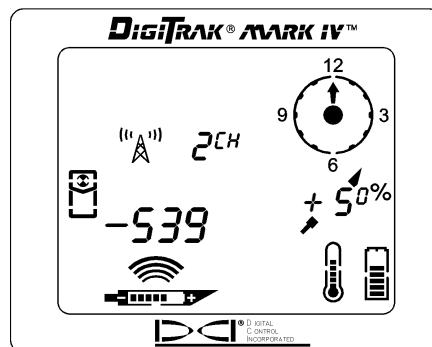 DIGITRAK® MARK IV™
12
9
3
6
2CH
+ 50%
-539
- +
® DIGITAL
CONTROL
INCORPORATED